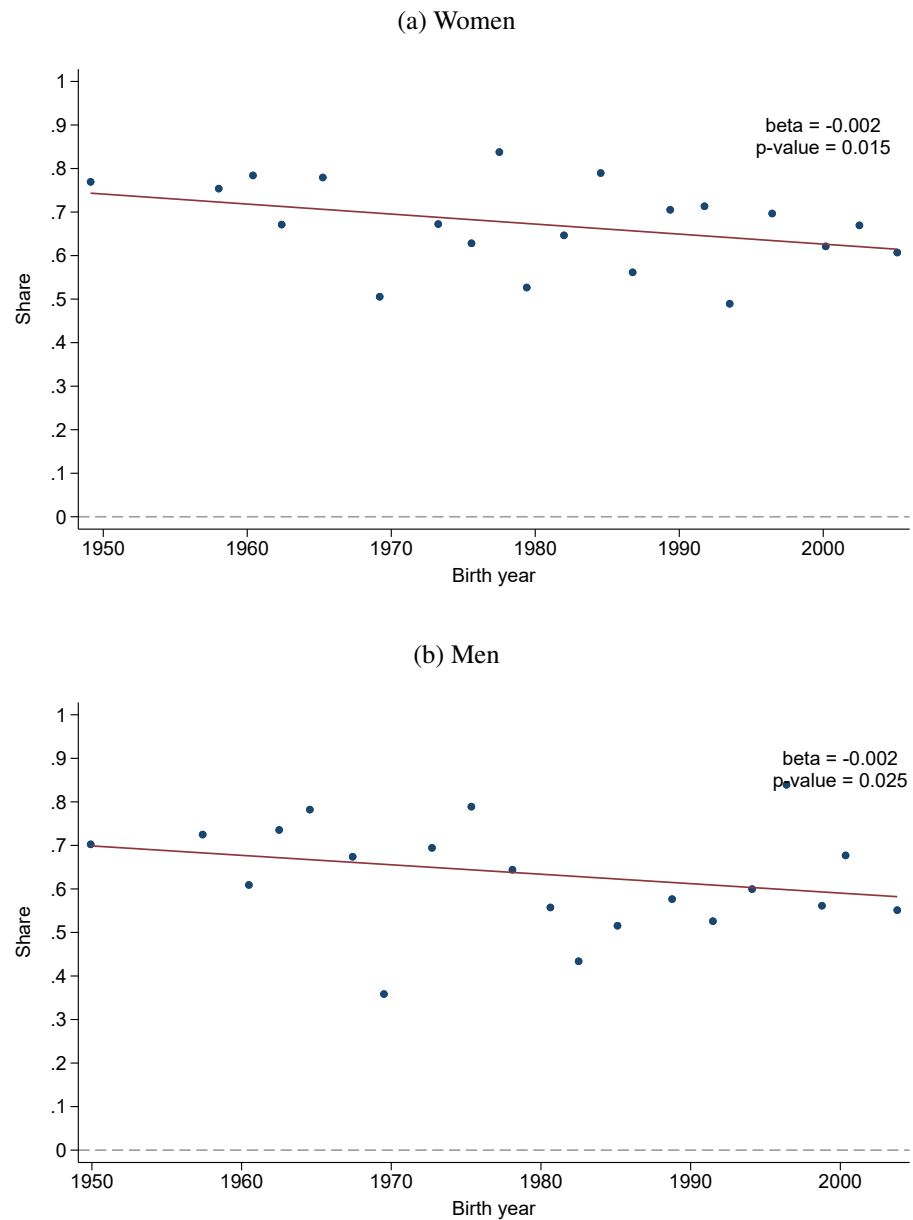 (a) Women
1
.9
beta = -0.002
p-value = 0.015
.8
.7
.6
.5
.4
.3
.2
.1
0
Share
1950 1960 1970 1980 1990 2000
Birth year
(b) Men
1
.9
beta = -0.002
p-value = 0.025
.8
.7
.6
.5
.4
.3
.2
.1
0
Share
1950 1960 1970 1980 1990 2000
Birth year